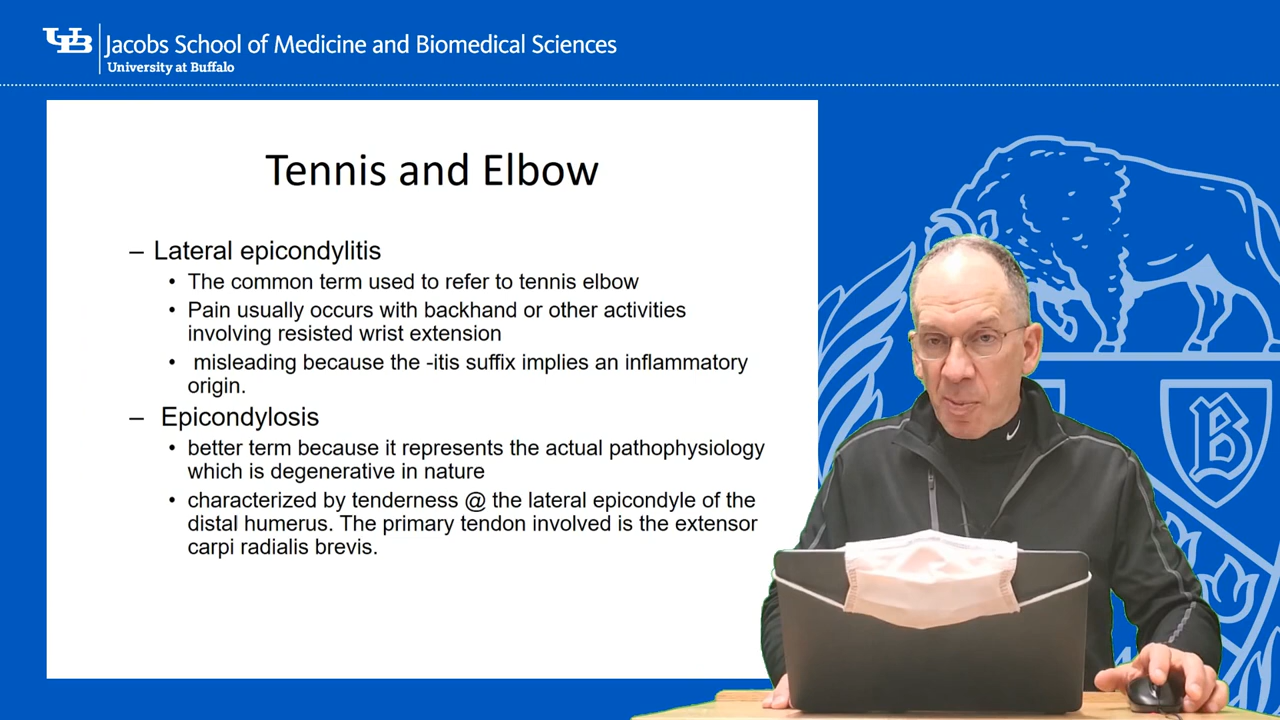 UB
Jacobs School of Medicine and Biomedical Sciences
University at Buffalo
Tennis and Elbow
– Lateral epicondylitis
• The common term used to refer to tennis elbow
• Pain usually occurs with backhand or other activities
involving resisted wrist extension
• misleading because the -itis suffix implies an inflammatory
origin.
– Epicondylosis
• better term because it represents the actual pathophysiology
which is degenerative in nature
• characterized by tenderness @ the lateral epicondyle of the
distal humerus. The primary tendon involved is the extensor
carpi radialis brevis.
B